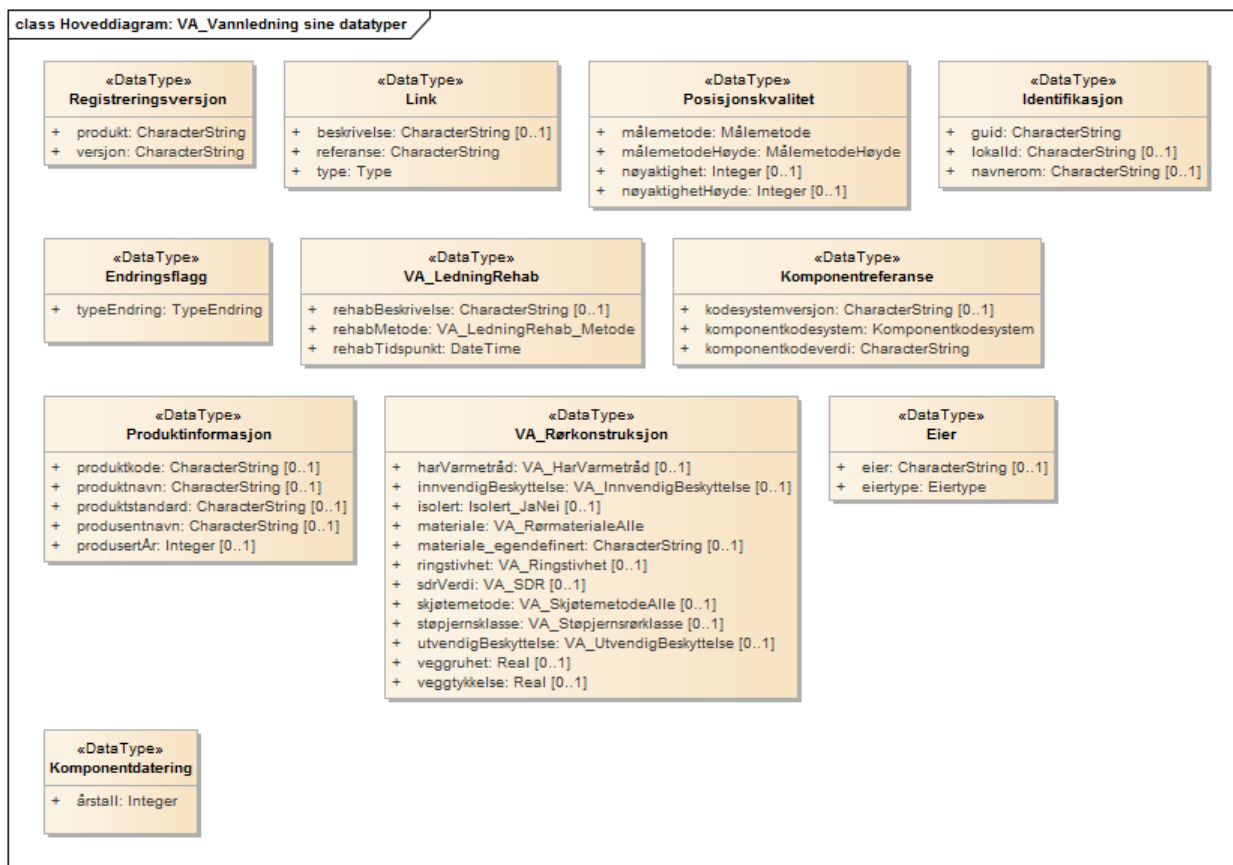 class Hoveddiagram: VA_Vannledning sine datatyper
«DataType»
Registreringsversjon
+ produkt: CharacterString
+ versjon: CharacterString
«DataType»
Link
+ beskrivelse: CharacterString [0..1]
+ referanse: CharacterString
+ type: Type
«DataType»
Posisjonskvalitet
+ målemetode: Målemetode
+ målemetodeHøyde: MålemetodeHøyde
+ nøyaktighet: Integer [0..1]
+ nøyaktighetHøyde: Integer [0..1]
«DataType»
Identifikasjon
+ guid: CharacterString
+ lokalId: CharacterString [0..1]
+ navnerom: CharacterString [0..1]
«DataType»
Endringsflagg
+ typeEndring: TypeEndring
«DataType»
VA_LedningRehab
+ rehabBeskrivelse: CharacterString [0..1]
+ rehabMetode: VA_LedningRehab_Metode
+ rehabTidspunkt: DateTime
«DataType»
Komponentreferanse
+ kodesystemversjon: CharacterString [0..1]
+ komponentkodesystem: Komponentkodesystem
+ komponentkodeverdi: CharacterString
«DataType»
Produktinformasjon
+ produktkode: CharacterString [0..1]
+ produktnavn: CharacterString [0..1]
+ produktstandard: CharacterString [0..1]
+ produsentnavn: CharacterString [0..1]
+ produsertÅr: Integer [0..1]
«DataType»
VA_Rørkonstruksjon
+ harVarmetråd: VA_HarVarmetråd [0..1]
+ innvendigBeskyttelse: VA_InnvendigBeskyttelse [0..1]
+ isolert: Isolert_JaNei [0..1]
+ materiale: VA_RørmaterialeAlle
+ materiale_egendefinert: CharacterString [0..1]
+ ringstivhet: VA_Ringstivhet [0..1]
+ sdrVerdi: VA_SDR [0..1]
+ skjøtemetode: VA_SkjøtemetodeAlle [0..1]
+ støpjernsklasse: VA_Støpjernsrørklasse [0..1]
+ utvendigBeskyttelse: VA_UtvendigBeskyttelse [0..1]
+ veggruhet: Real [0..1]
+ veggtykkelse: Real [0..1]
«DataType»
Eier
+ eier: CharacterString [0..1]
+ eiertype: Eiertype
«DataType»
Komponentdatering
+ årstall: Integer